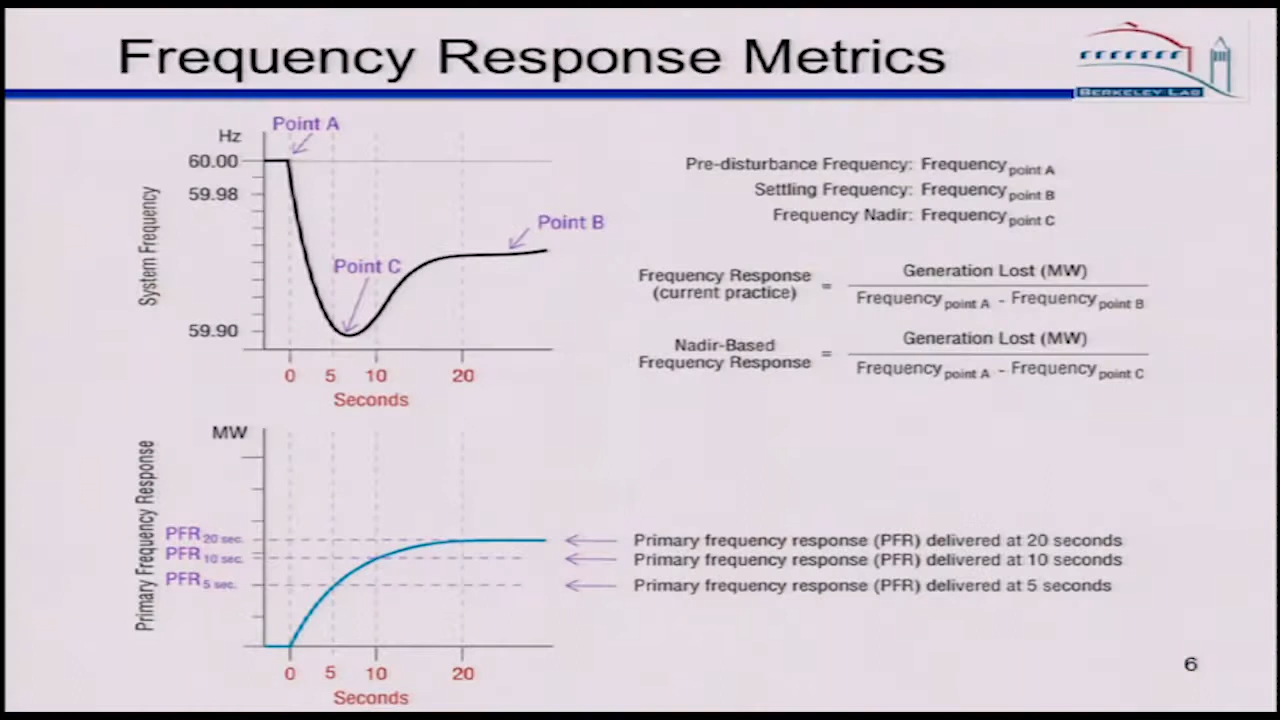 Frequency Response Metrics
BERKELEY LAB
Point A
Hz
60.00
59.98
59.90
System Frequency
Point B
Point C
0 5 10 20
Seconds
Pre-disturbance Frequency: Frequency point A
Settling Frequency: Frequency point B
Frequency Nadir: Frequency point C
Frequency Response
(current practice)
=
Generation Lost (MW)
Frequency point A - Frequency point B
Nadir-Based
Frequency Response
=
Generation Lost (MW)
Frequency point A - Frequency point C
MW
Primary Frequency Response
PFR 20 sec.
PFR 10 sec.
PFR 5 sec.
Primary frequency response (PFR) delivered at 20 seconds
Primary frequency response (PFR) delivered at 10 seconds
Primary frequency response (PFR) delivered at 5 seconds
0 5 10 20
Seconds
6